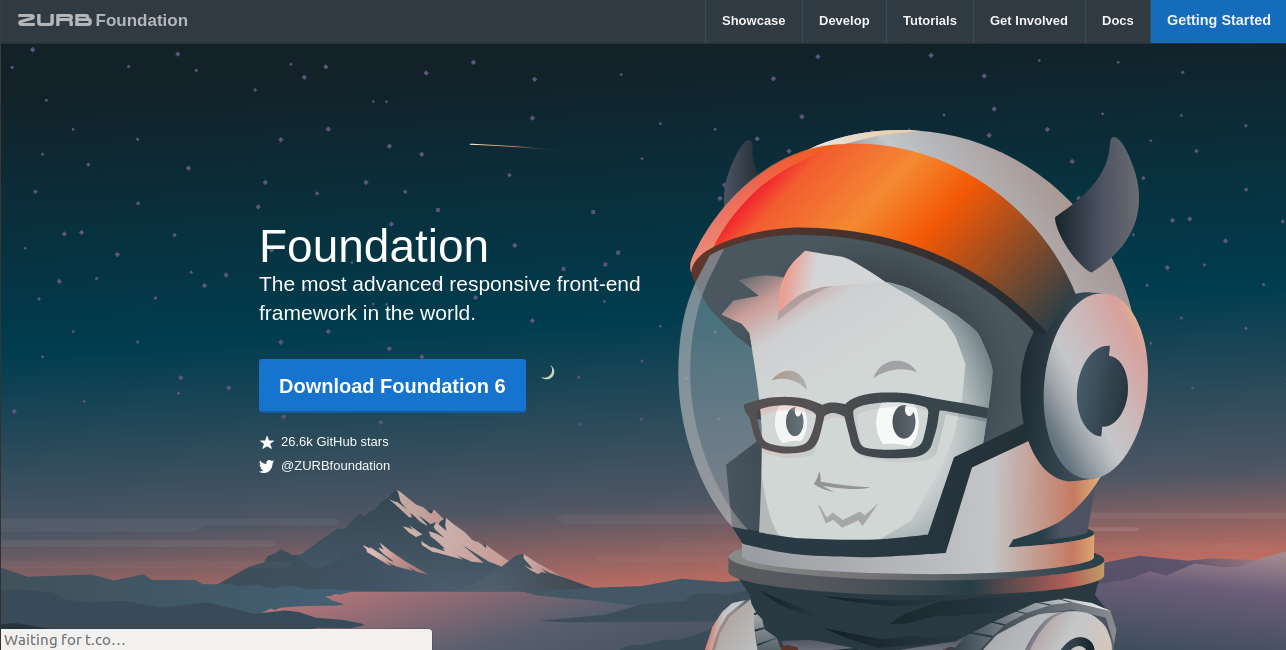 ZURB Foundation
Showcase
Develop
Tutorials
Get Involved
Docs
Getting Started
Foundation
The most advanced responsive front-end
framework in the world.
Download Foundation 6
26.6k GitHub stars
@ZURBfoundation
Waiting for t.co...